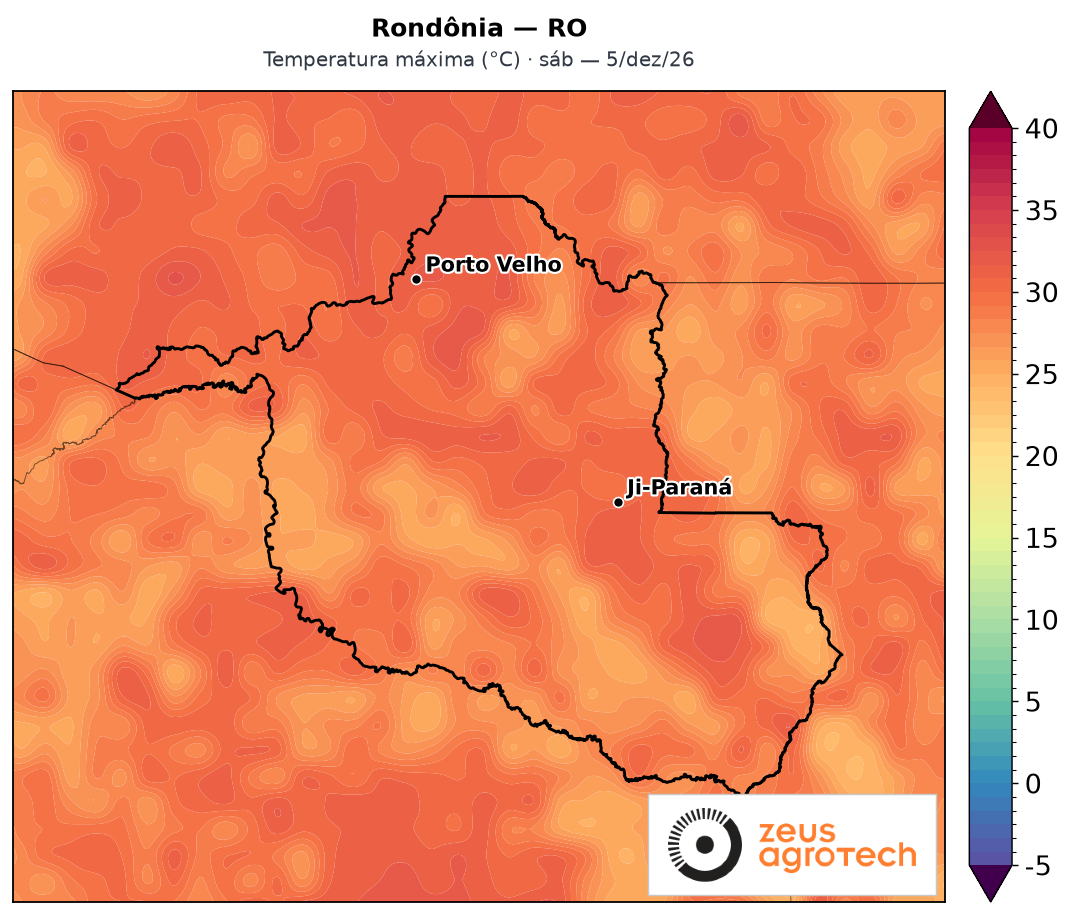 Rondônia — RO
Temperatura máxima (°C) · sáb — 5/dez/26
Porto Velho
Ji-Paraná
40
35
30
25
20
15
10
5
0
-5
zeus
agrotech